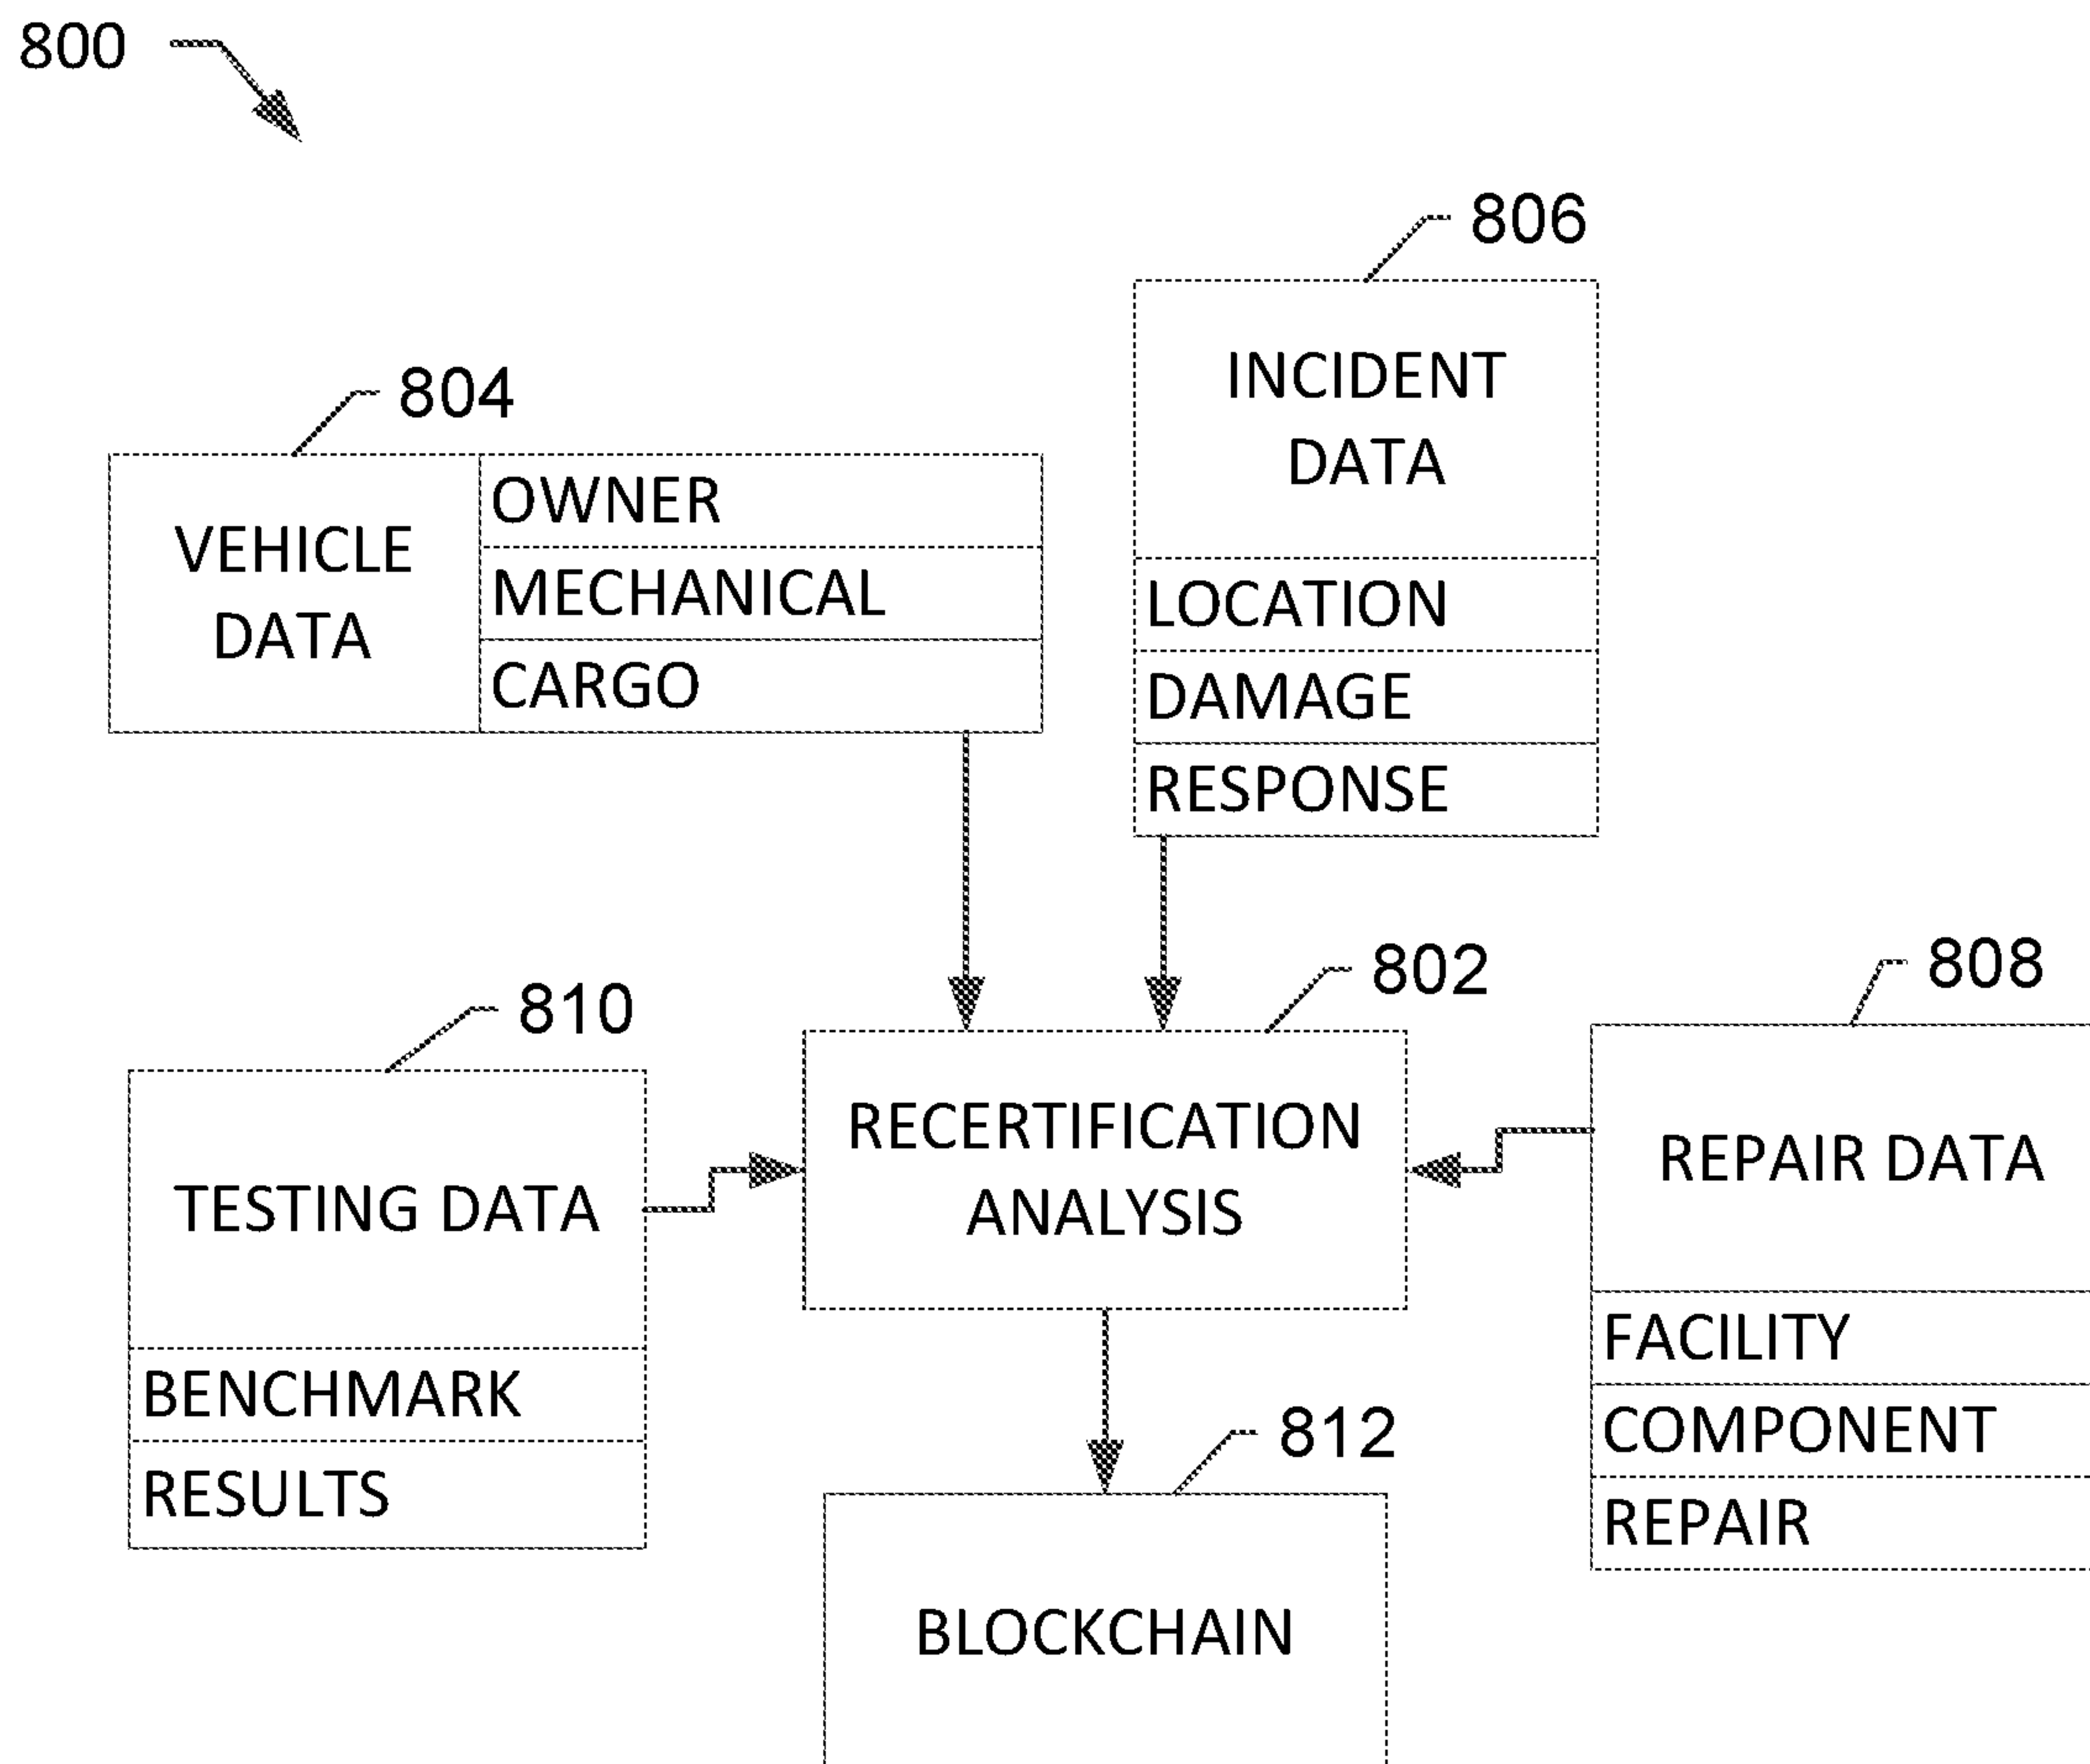 800
806
INCIDENT
DATA
LOCATION
DAMAGE
RESPONSE
804
VEHICLE
DATA
OWNER
MECHANICAL
CARGO
810
TESTING DATA
BENCHMARK
RESULTS
802
RECERTIFICATION
ANALYSIS
808
REPAIR DATA
FACILITY
COMPONENT
REPAIR
812
BLOCKCHAIN